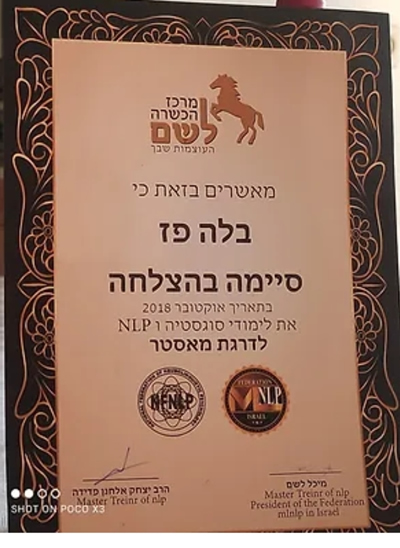 מרכז
הכשרה
לשם
העוצמות שבך
מאשרים בזאת כי
בלה פז
סיימה בהצלחה
בתאריך אוקטובר 2018
את לימודי סוגסטיה ו NLP
לדרגת מאסטר
NFNLP
FEDERATION
NLP
ISRAEL
הרב יצחק אלחנן פדידה
Master Treinr of nlp
מיכל לשם
Master Treinr of nlp
President of the Federation
mlnlp in Israel
SHOT ON POCO X3